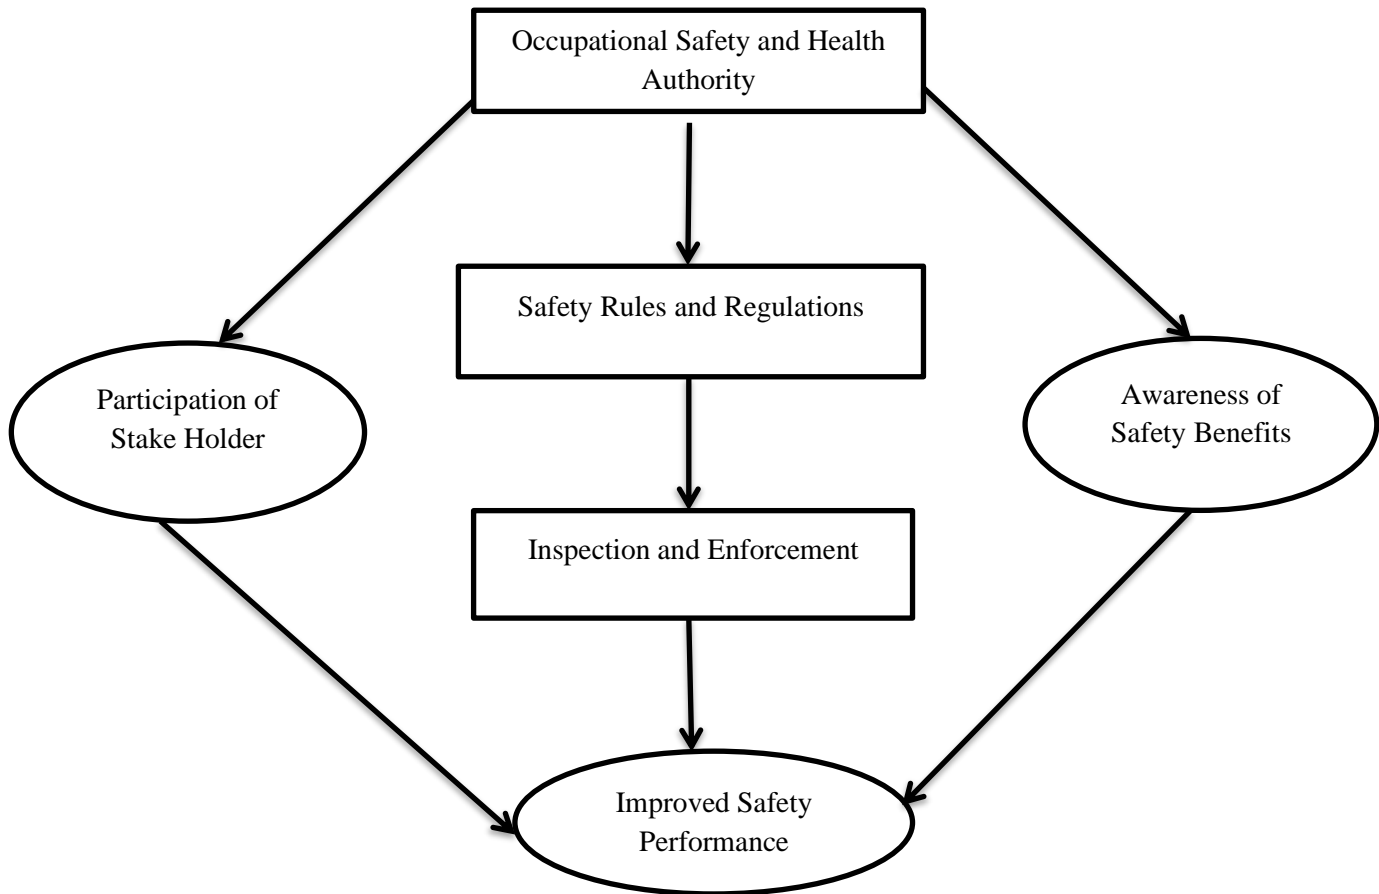 Occupational Safety and Health
Authority
Safety Rules and Regulations
Participation of
Stake Holder
Awareness of
Safety Benefits
Inspection and Enforcement
Improved Safety
Performance